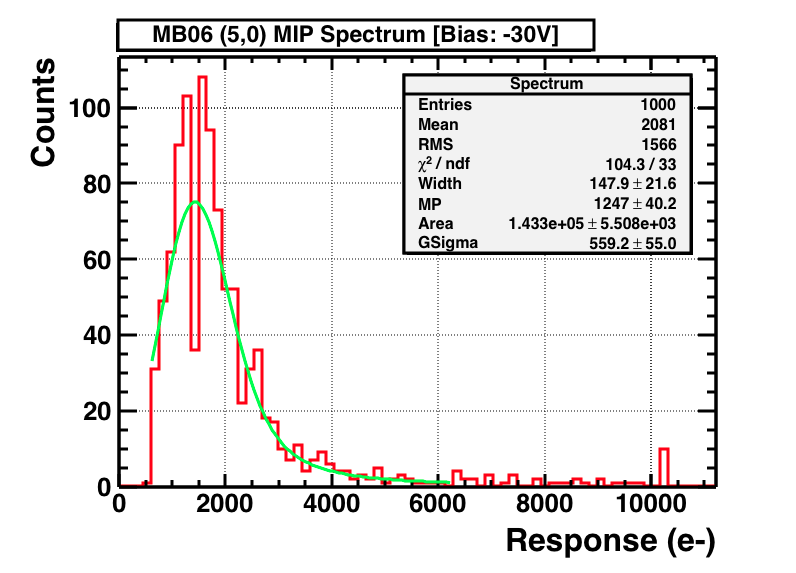 MB06 (5,0) MIP Spectrum [Bias: -30V]
Counts
Spectrum
Entries 1000
Mean 2081
RMS 1566
χ² / ndf 104.3 / 33
Width 147.9 ± 21.6
MP 1247 ± 40.2
Area 1.433e+05 ± 5.508e+03
GSigma 559.2 ± 55.0
100
80
60
40
20
0
0 2000 4000 6000 8000 10000
Response (e-)